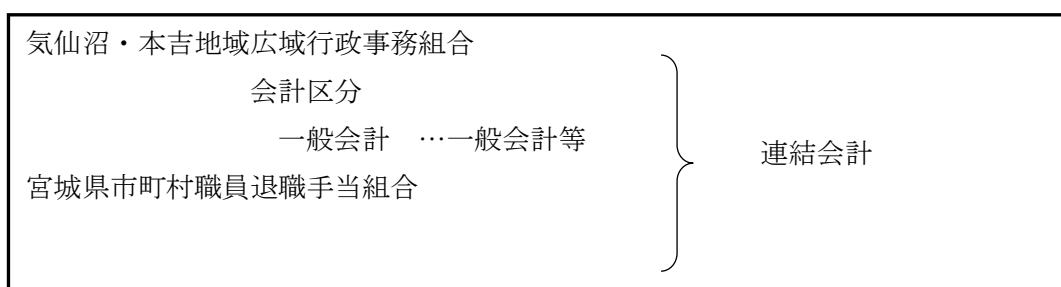 気仙沼・本吉地域広域行政事務組合
会計区分
一般会計 …一般会計等
連結会計
宮城県市町村職員退職手当組合